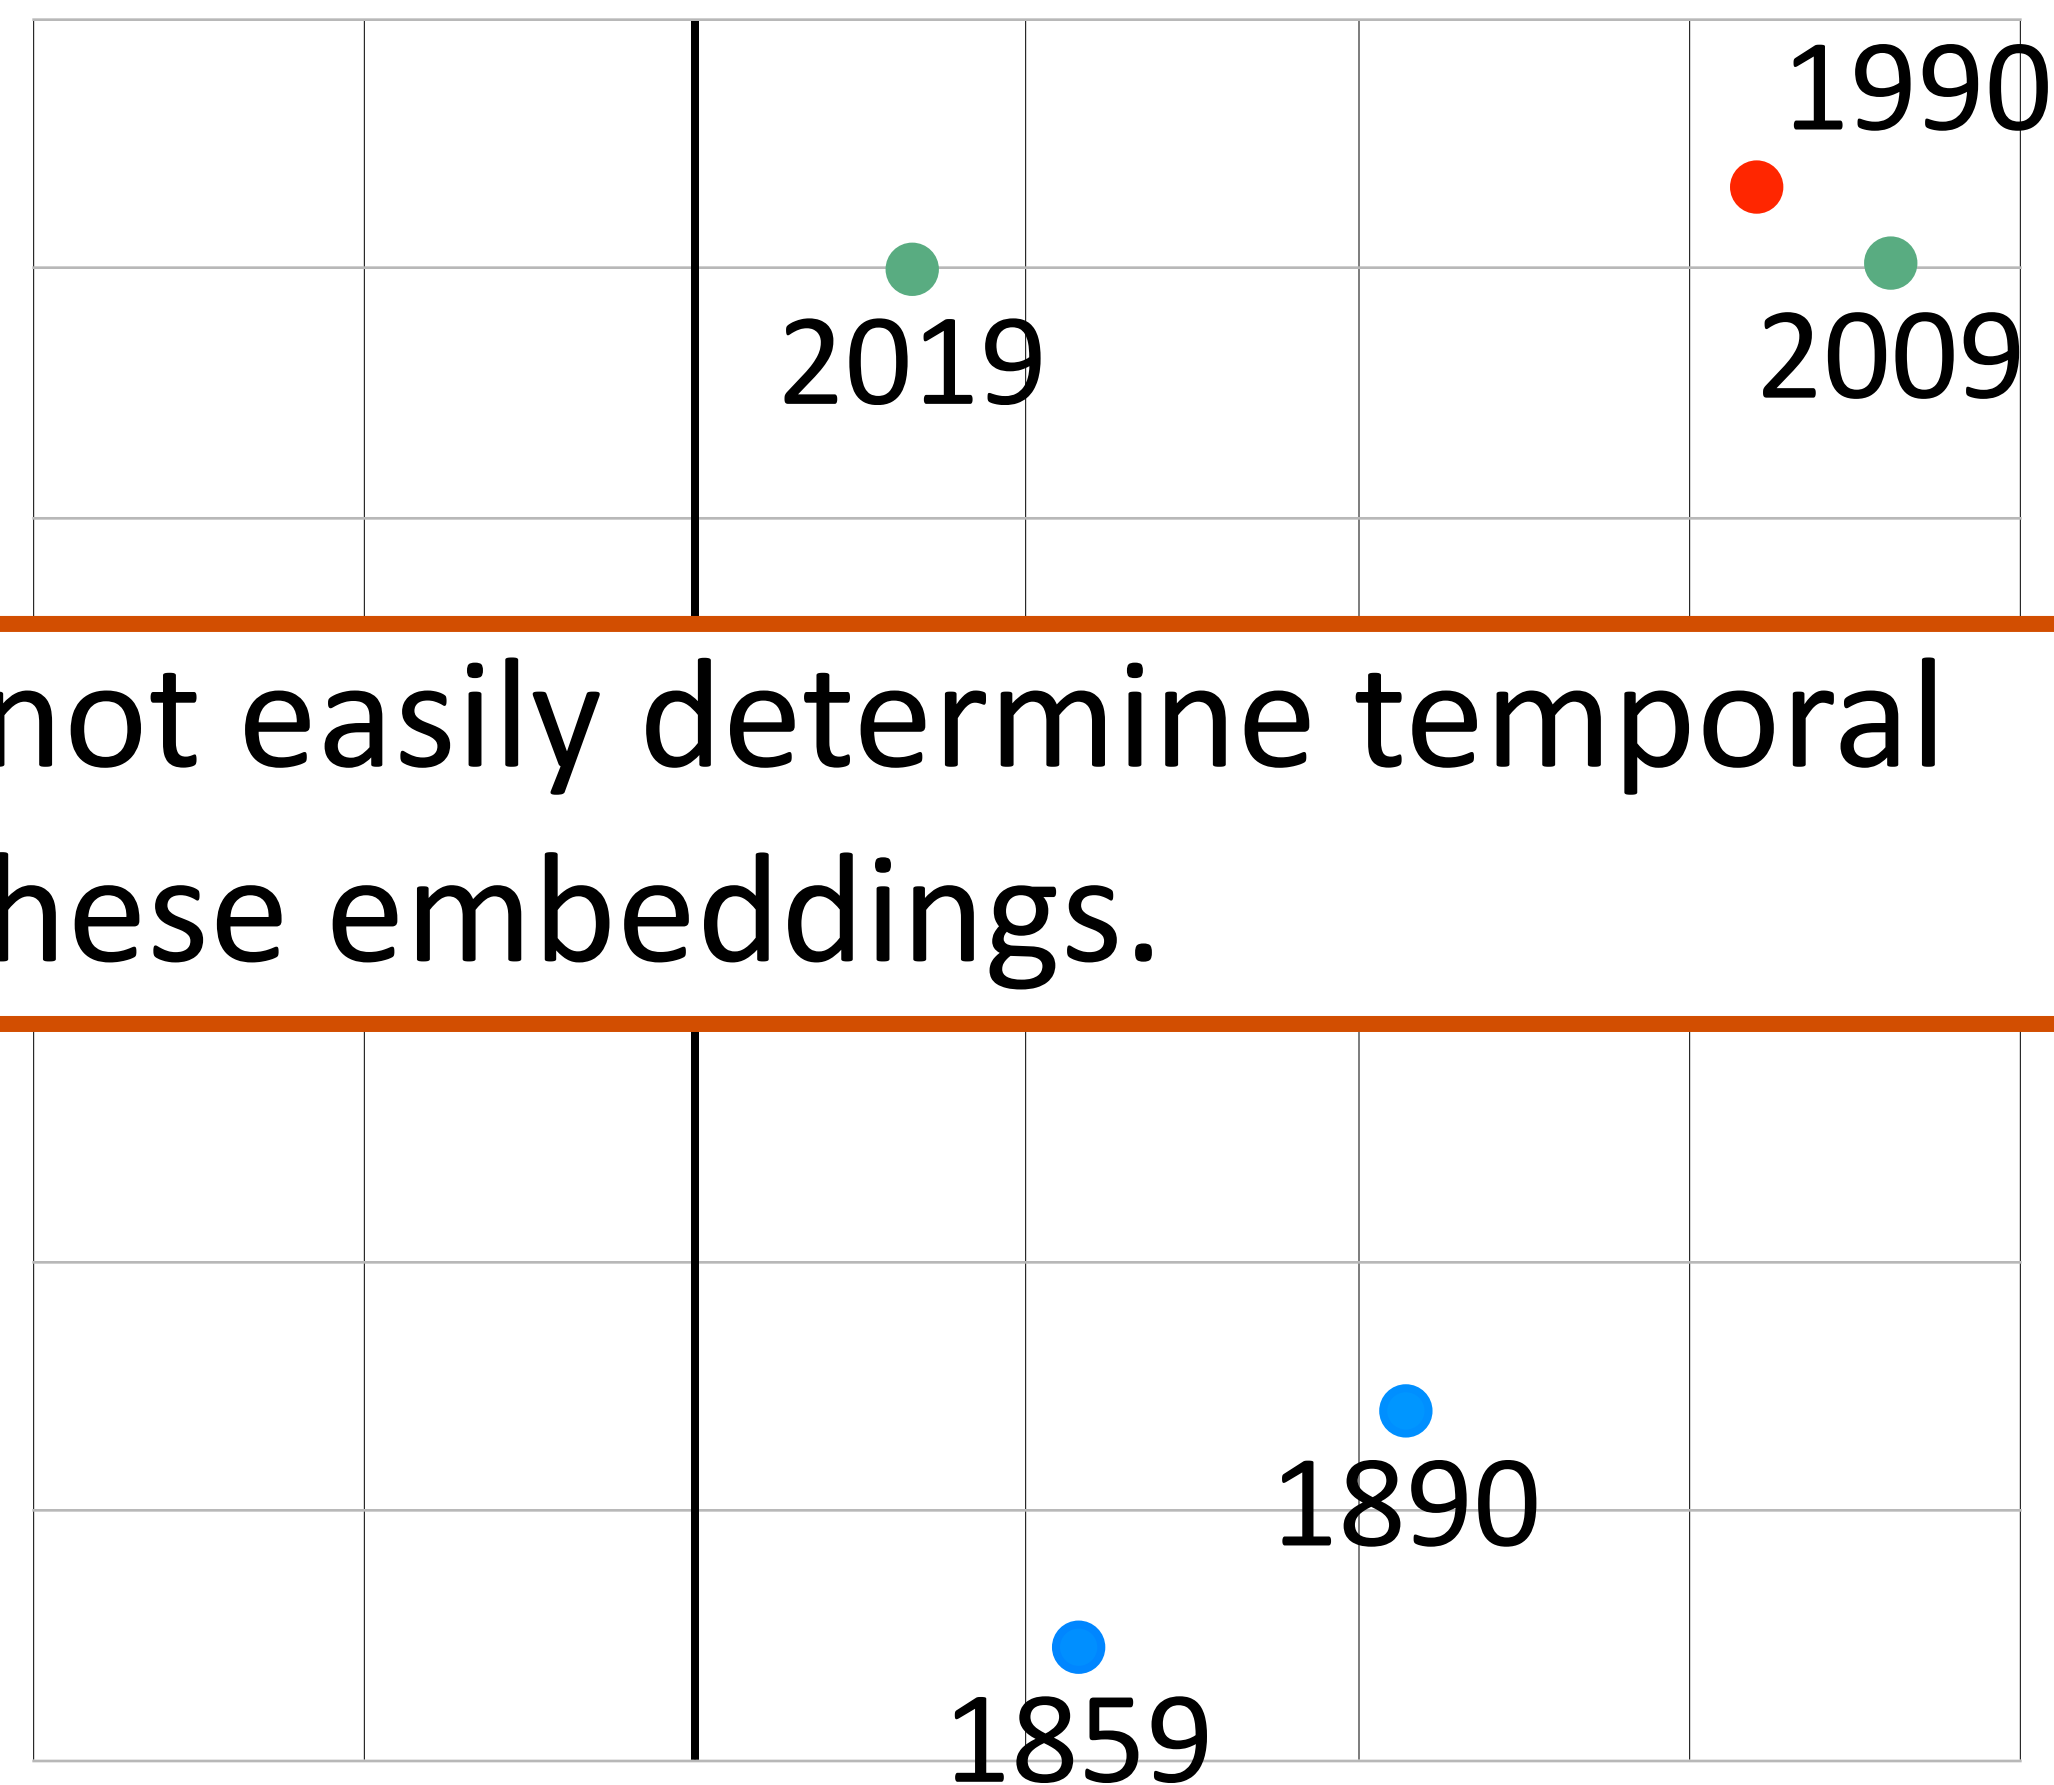 1990
2019
2009
not easily determine temporal
hese embeddings.
1890
1859